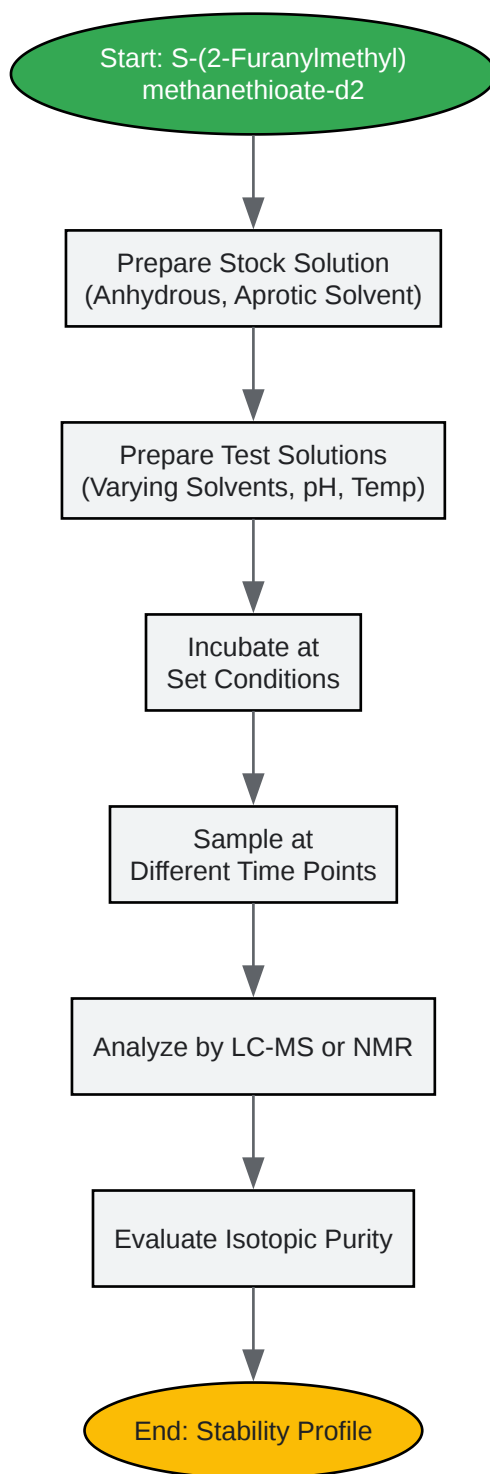 Start: S-(2-Furanylmethyl)
methanethioate-d2
Prepare Stock Solution
(Anhydrous, Aprotic Solvent)
Prepare Test Solutions
(Varying Solvents, pH, Temp)
Incubate at
Set Conditions
Sample at
Different Time Points
Analyze by LC-MS or NMR
Evaluate Isotopic Purity
End: Stability Profile